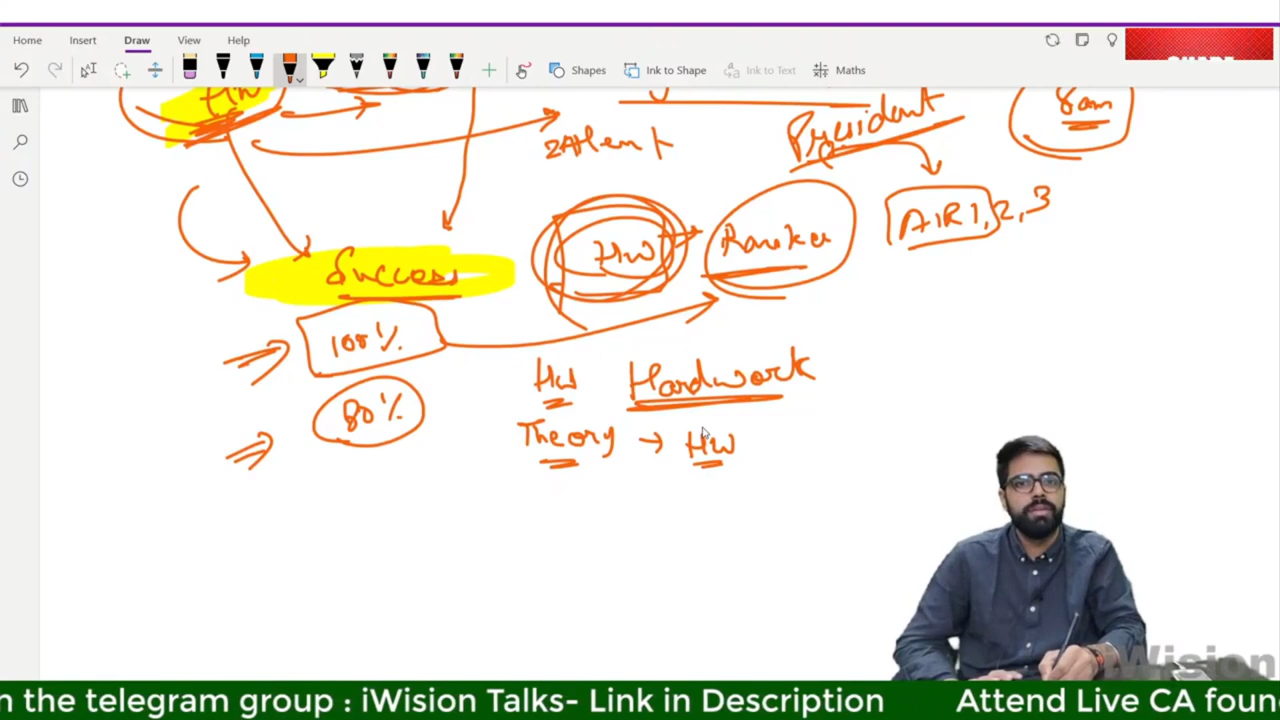 Home Insert Draw View Help
Shapes Ink to Shape Ink to Text Maths
HW
President
8am
AIR 1, 2, 3
HW → Ranker
Success
100%
HW Hardwork
80%
Theory → HW
iWision
n the telegram group : iWision Talks- Link in Description Attend Live CA foun